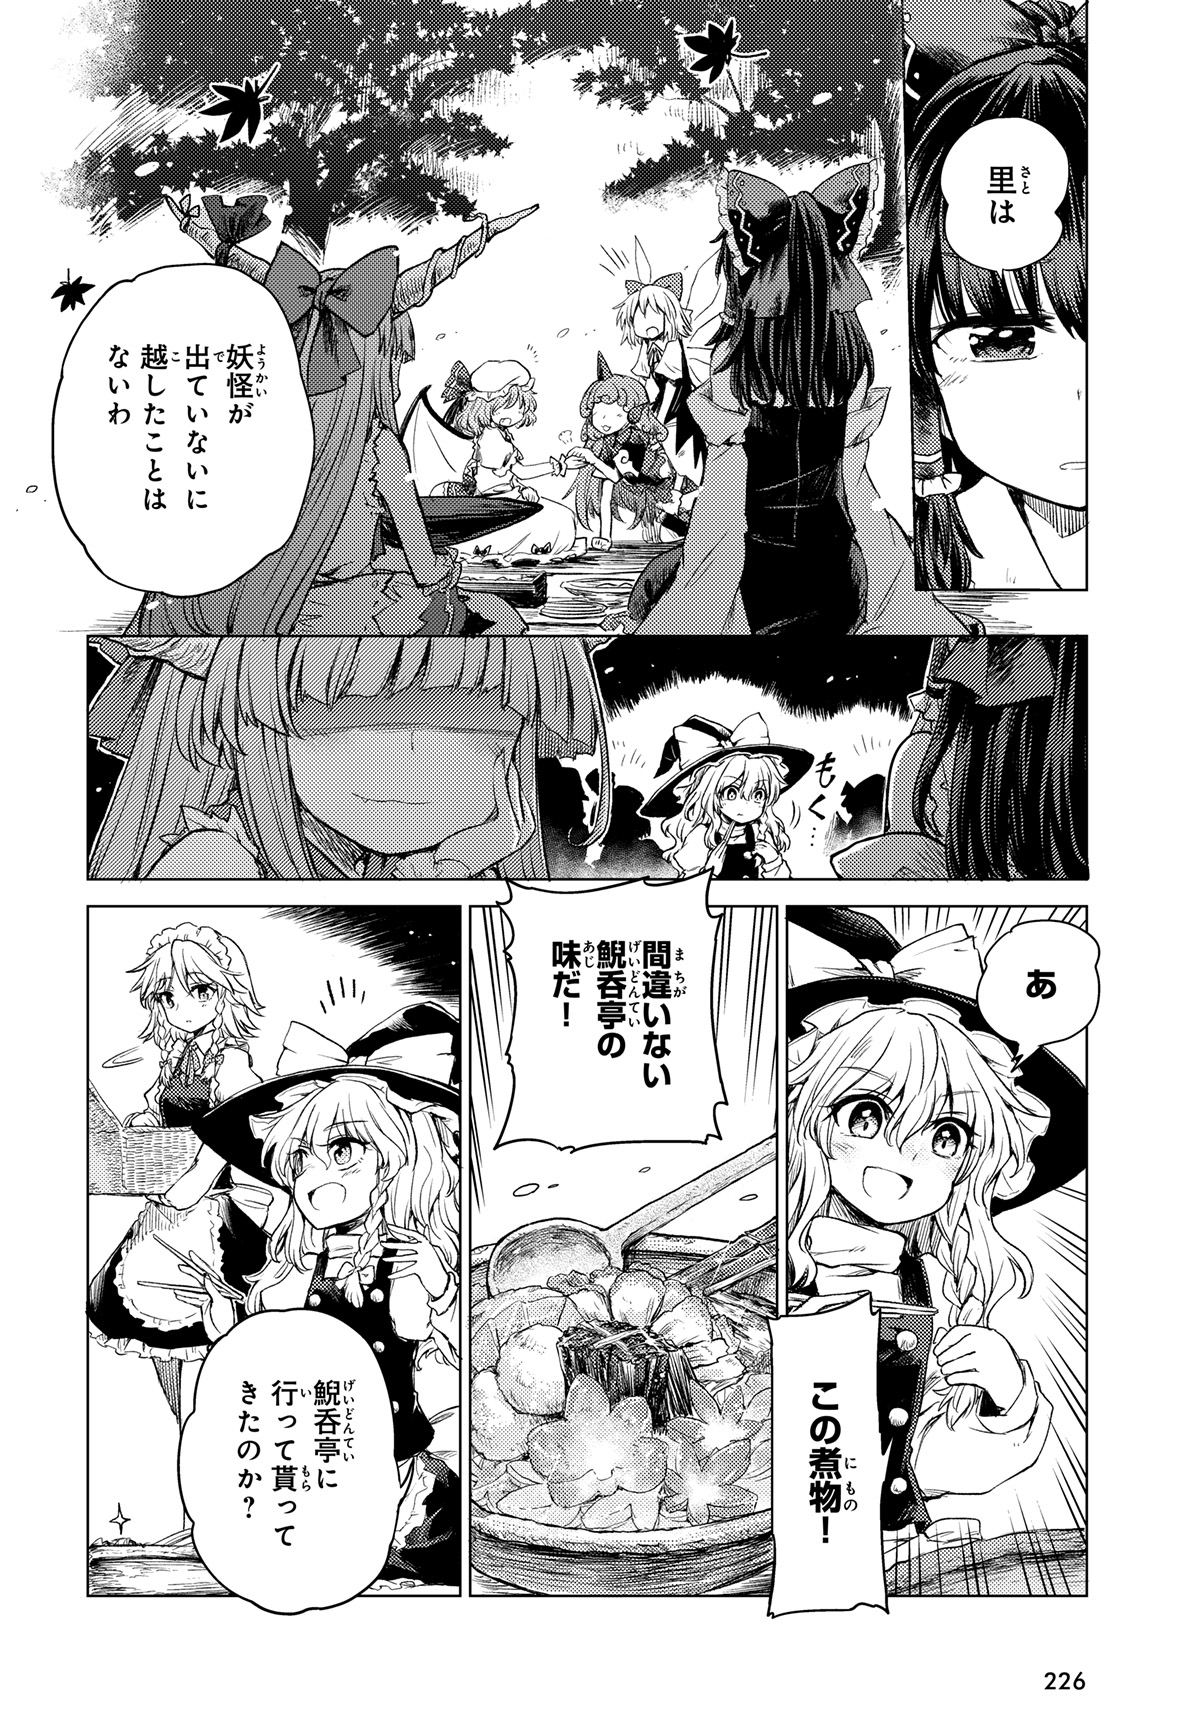 里は
妖怪が
出ていないに
越したことは
ないわ
もく…
あ
この煮物！
間違いない
鯢呑亭の
味だ！
鯢呑亭に
行って貰って
きたのか？
226